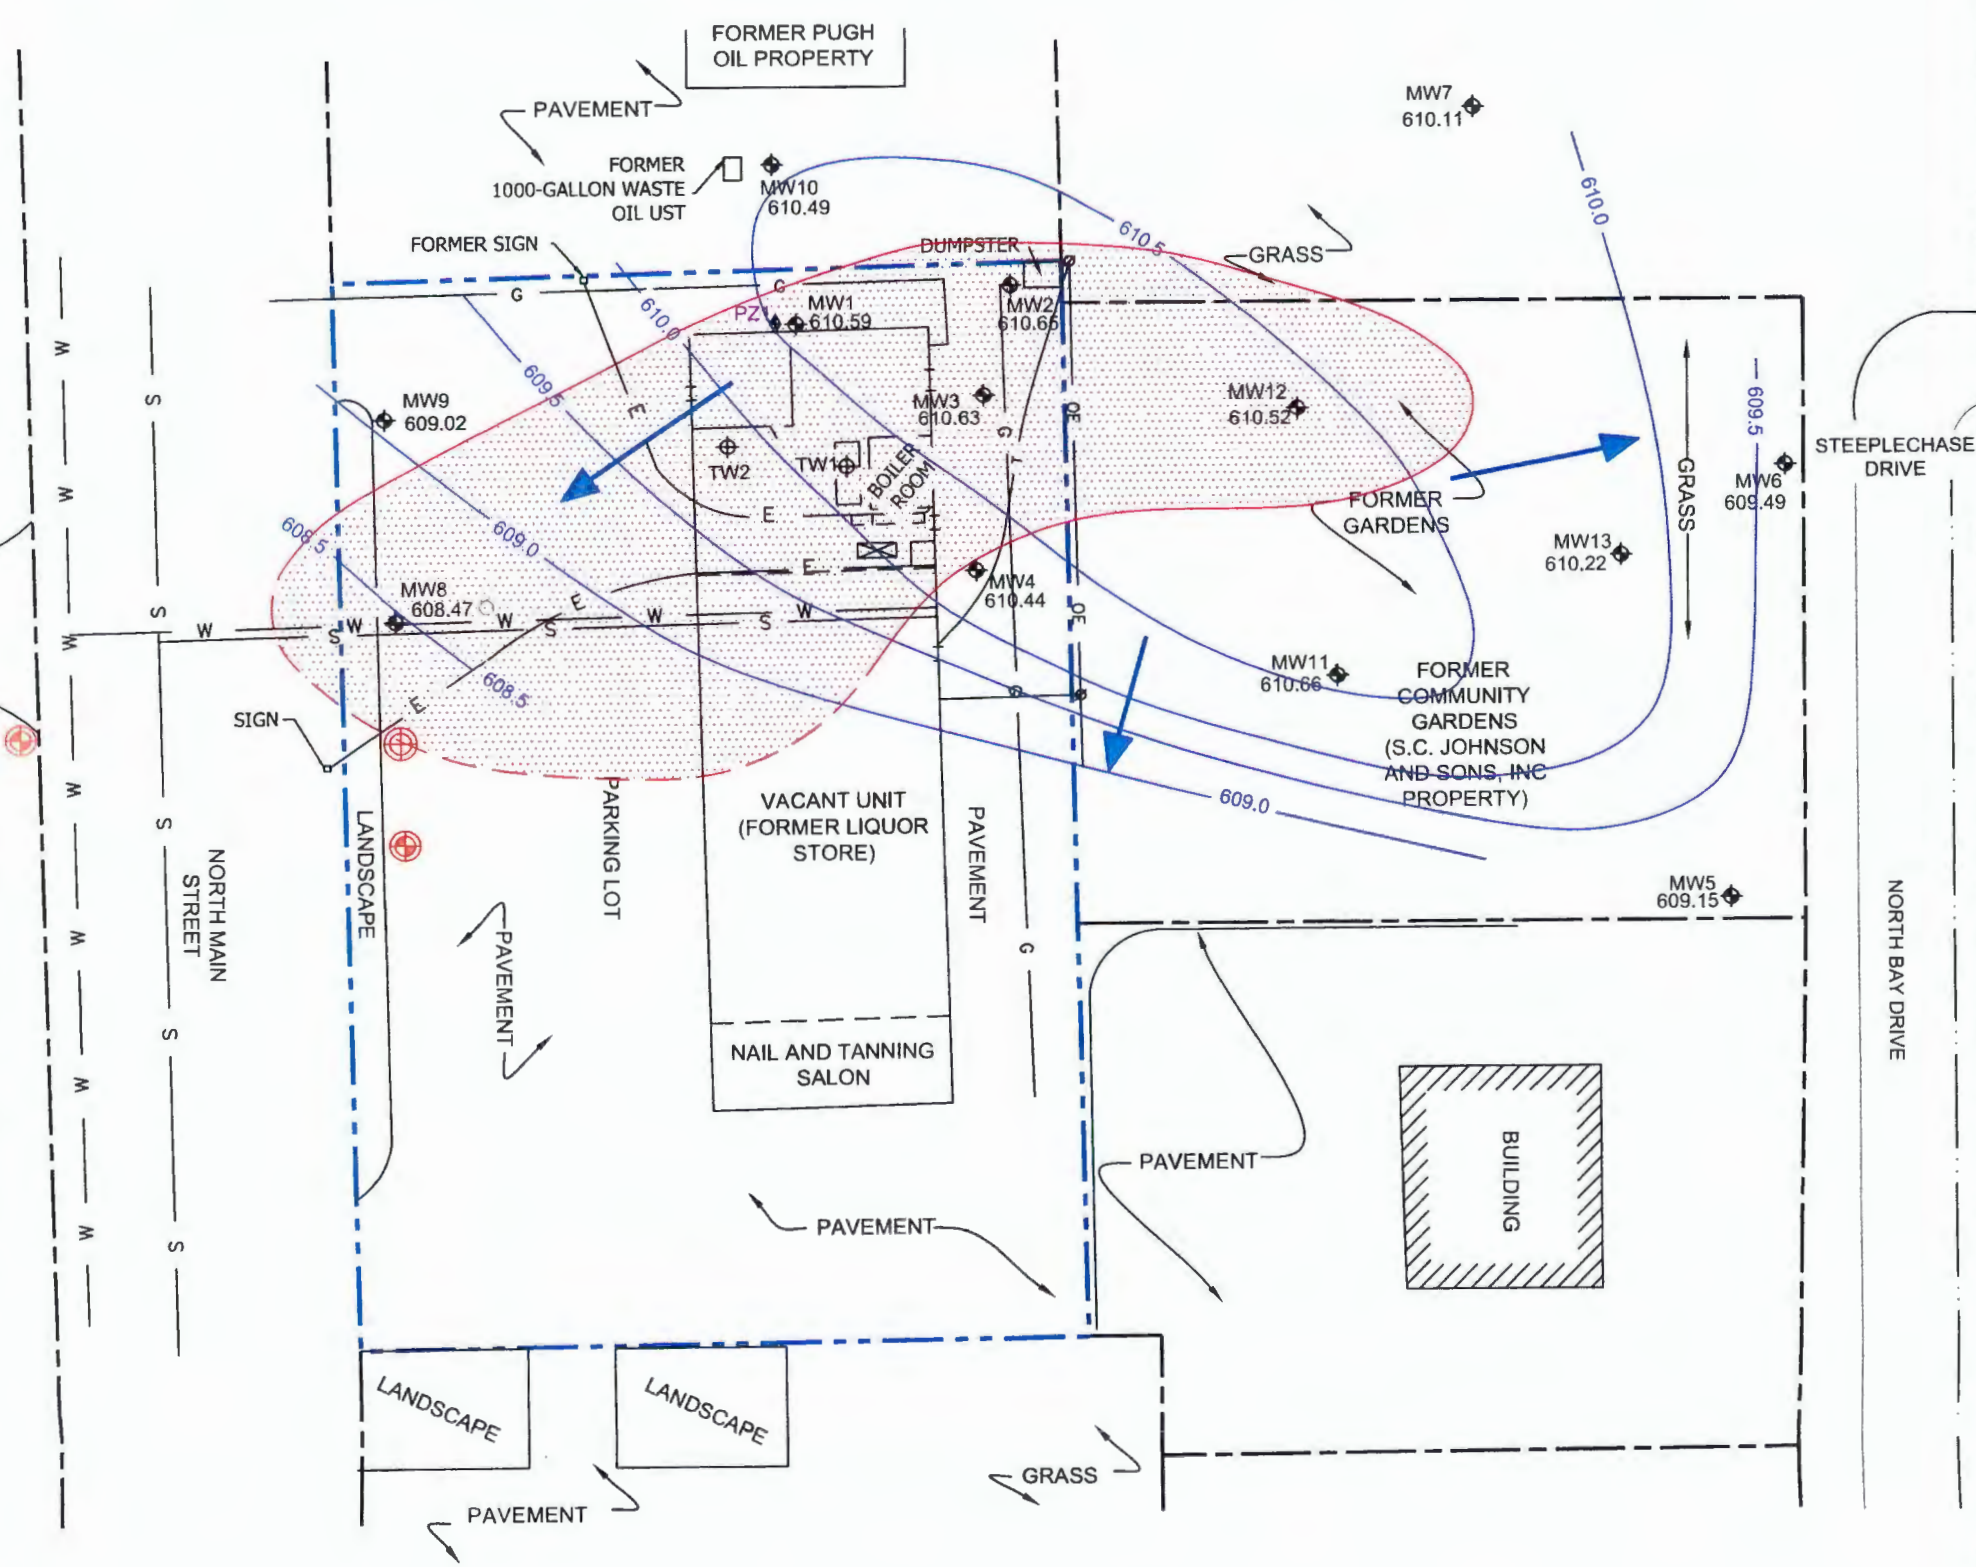 FORMER PUGH
OIL PROPERTY
PAVEMENT
MW7
610.11
FORMER
1000-GALLON WASTE
OIL UST
MW10
610.49
610.0
FORMER SIGN
DUMPSTER
610.5
GRASS
G
G
610.0
PZ1
MW1
610.59
MW2
610.65
W
S
609.5
E
MW9
609.02
MW3
610.63
OE
MW12
610.52
609.5
STEEPLECHASE
DRIVE
G
T
TW2
TW1
BOILER
ROOM
GRASS
MW6
609.49
W
FORMER
GARDENS
608.5
609.0
E
MW13
610.22
E
MW4
610.44
MW8
608.47
E
OE
S
W
W
S
W
W
S
W
S
W
608.5
MW11
610.66
FORMER
COMMUNITY
GARDENS
(S.C. JOHNSON
AND SONS, INC
PROPERTY)
E
SIGN
W
609.0
S
PARKING LOT
LANDSCAPE
VACANT UNIT
(FORMER LIQUOR
STORE)
PAVEMENT
NORTH MAIN
STREET
MW5
609.15
NORTH BAY DRIVE
W
PAVEMENT
G
S
NAIL AND TANNING
SALON
W
PAVEMENT
BUILDING
PAVEMENT
W
S
LANDSCAPE
LANDSCAPE
GRASS
PAVEMENT